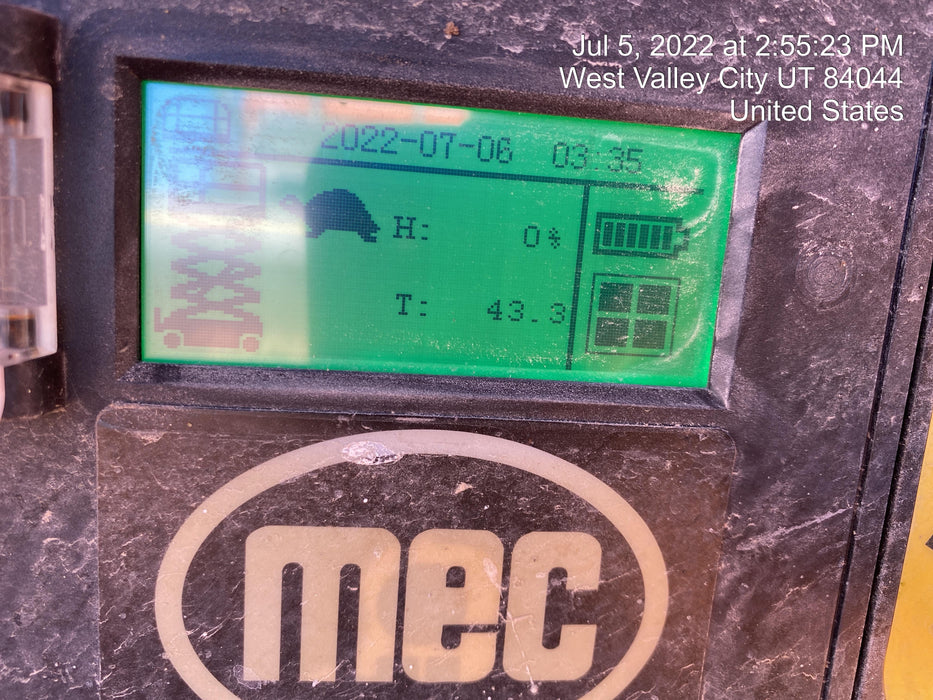 Jul 5, 2022 at 2:55:23 PM
West Valley City UT 84044
United States
2022-07-06 03:35
H: 0%
T: 43.3
mec